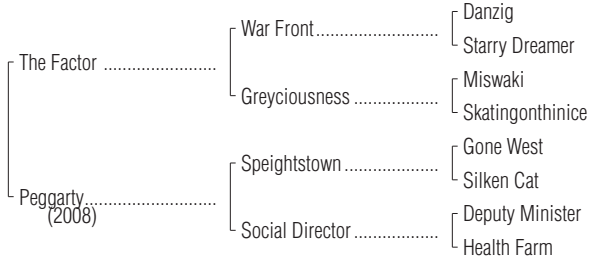 Danzig
War Front
Starry Dreamer
The Factor
Miswaki
Greyciousness
Skatingonthinice
Gone West
Speightstown
Silken Cat
Peggarty
(2008)
Deputy Minister
Social Director
Health Farm